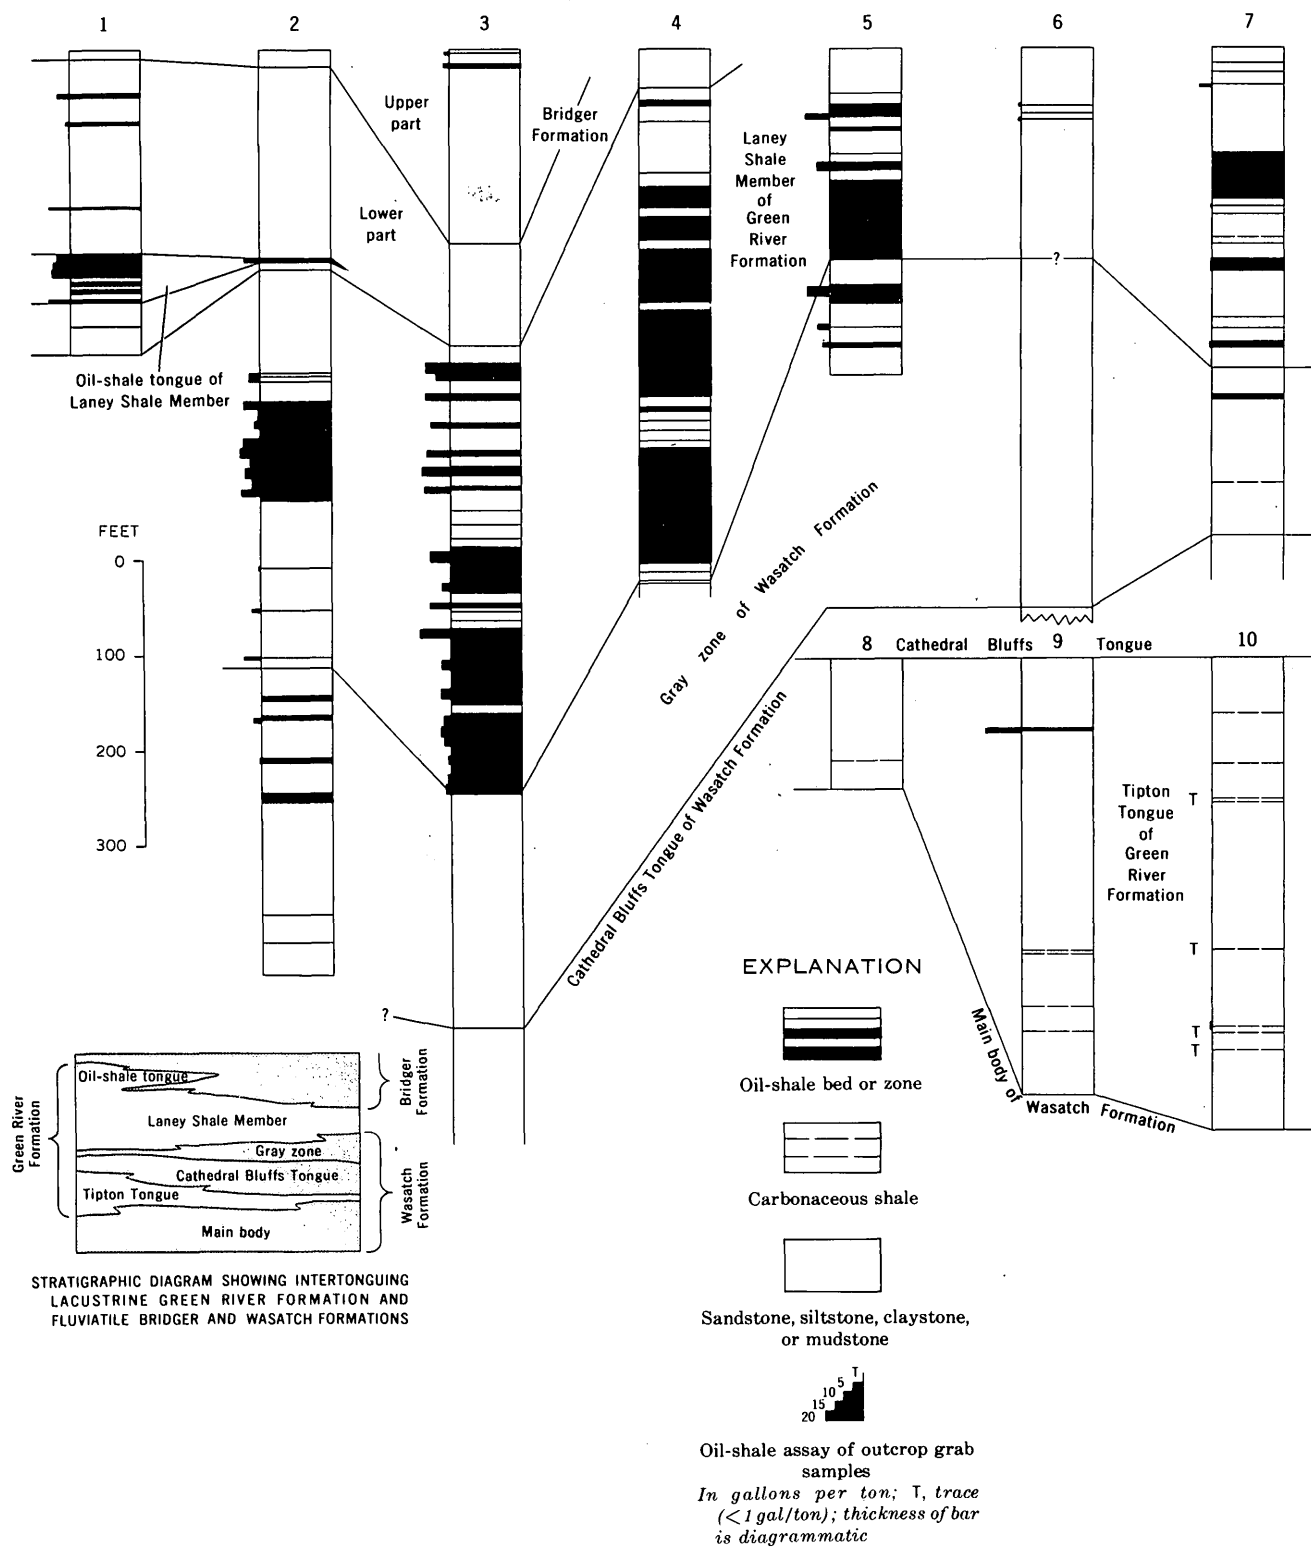 1 2 3 4 5 6 7
Upper
part
Bridger
Formation
Lower
part
Laney
Shale
Member
of
Green
River
Formation
?
Oil-shale tongue of
Laney Shale Member
FEET
0
100
200
300
Gray zone of Wasatch Formation
Cathedral Bluffs Tongue of Wasatch Formation
8 Cathedral Bluffs 9 Tongue 10
Tipton
Tongue
of
Green
River
Formation
T
T
T
T
Main body of
Wasatch Formation
?
Oil-shale tongue
Laney Shale Member
Gray zone
Cathedral Bluffs Tongue
Tipton Tongue
Main body
Green River
Formation
Bridger
Formation
Wasatch
Formation
STRATIGRAPHIC DIAGRAM SHOWING INTERTONGUING
LACUSTRINE GREEN RIVER FORMATION AND
FLUVIATILE BRIDGER AND WASATCH FORMATIONS
EXPLANATION
Oil-shale bed or zone
Carbonaceous shale
Sandstone, siltstone, claystone,
or mudstone
T
5
10
15
20
Oil-shale assay of outcrop grab
samples
In gallons per ton; T, trace
(<1 gal/ton); thickness of bar
is diagrammatic